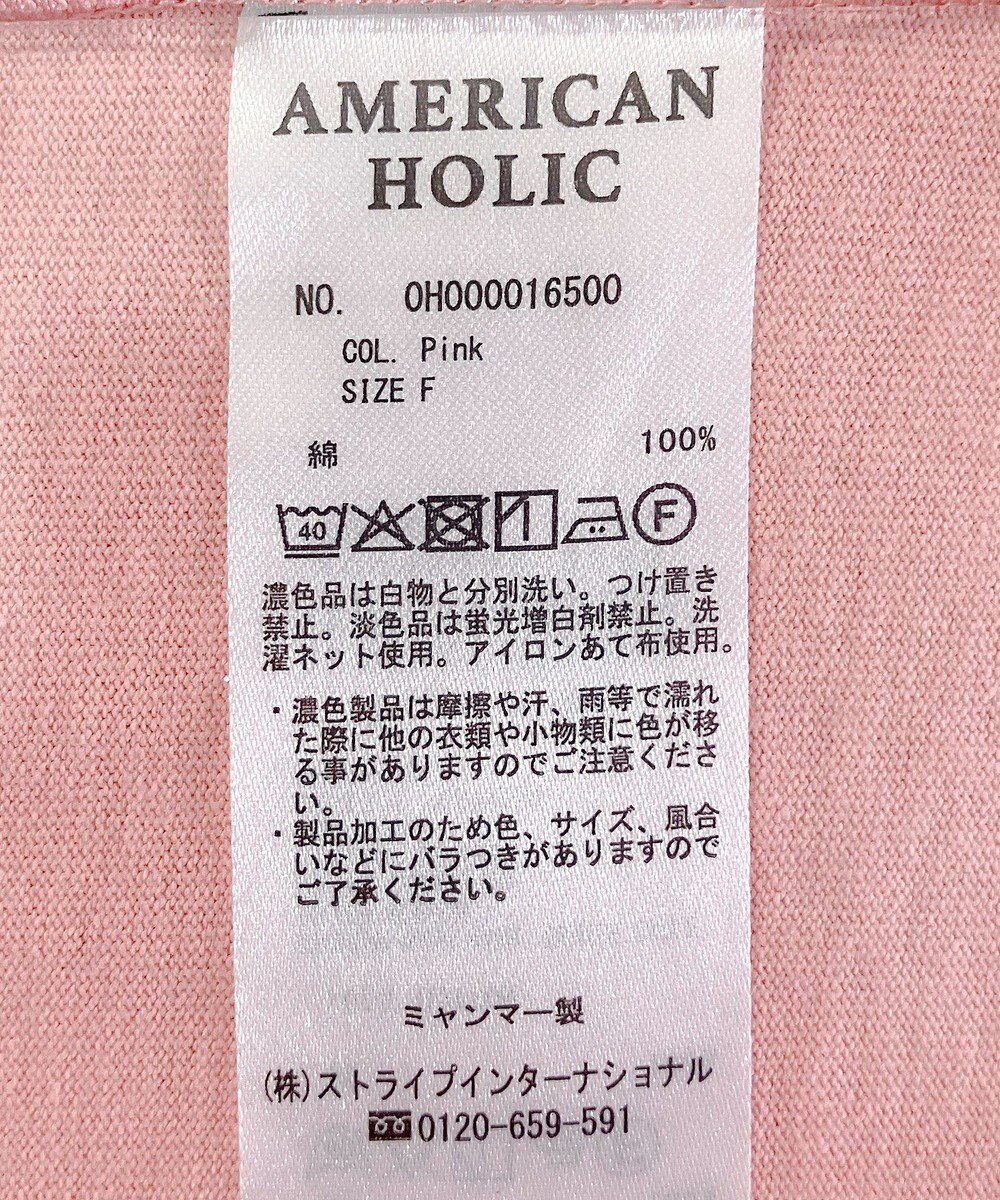 AMERICAN
HOLIC
NO. 0H000016500
COL. Pink
SIZE F
綿 100%
40 F
濃色品は白物と分別洗い。つけ置き
禁止。淡色品は蛍光増白剤禁止。洗
濯ネット使用。アイロンあて布使用。
・濃色製品は摩擦や汗、雨等で濡れ
た際に他の衣類や小物類に色が移
る事がありますのでご注意くださ
い。
・製品加工のため色、サイズ、風合
いなどにバラつきがありますので
ご了承ください。
ミャンマー製
(株)ストライプインターナショナル
0120-659-591